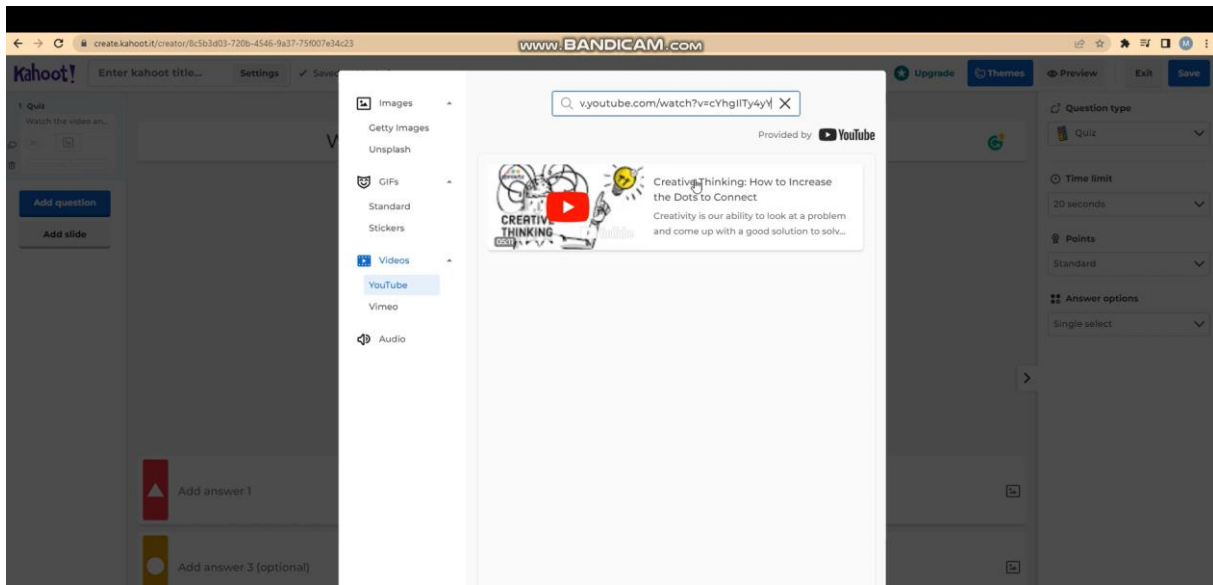 create.kahoot.it/creator/8c5b3d03-720b-4546-9a37-75f007e34c23
www.BANDICAM.com
M
Kahoot!
Enter kahoot title...
Settings
Saved
Upgrade
Themes
Preview
Exit
Save
1 Quiz
Watch the video an...
Add question
Add slide
W
Images
Getty Images
Unsplash
GIFs
Standard
Stickers
Videos
YouTube
Vimeo
Audio
Provided by YouTube
CREATIVE
THINKING
05:11
Creative Thinking: How to Increase
the Dots to Connect
Creativity is our ability to look at a problem
and come up with a good solution to solv...
Question type
Quiz
Time limit
20 seconds
Points
Standard
Answer options
Single select
Add answer 1
Add answer 3 (optional)